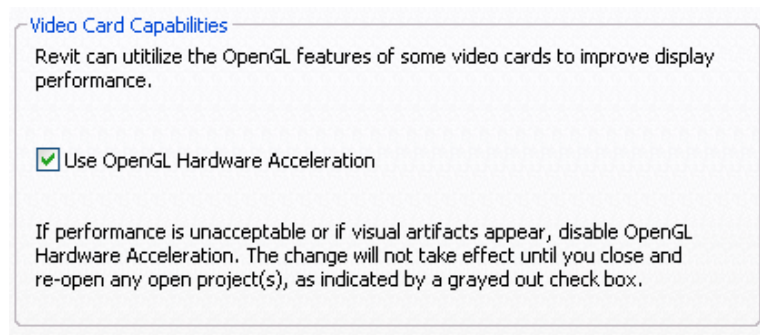 Video Card Capabilities
Revit can utitilize the OpenGL features of some video cards to improve display
performance.
Use OpenGL Hardware Acceleration
If performance is unacceptable or if visual artifacts appear, disable OpenGL
Hardware Acceleration. The change will not take effect until you close and
re-open any open project(s), as indicated by a grayed out check box.